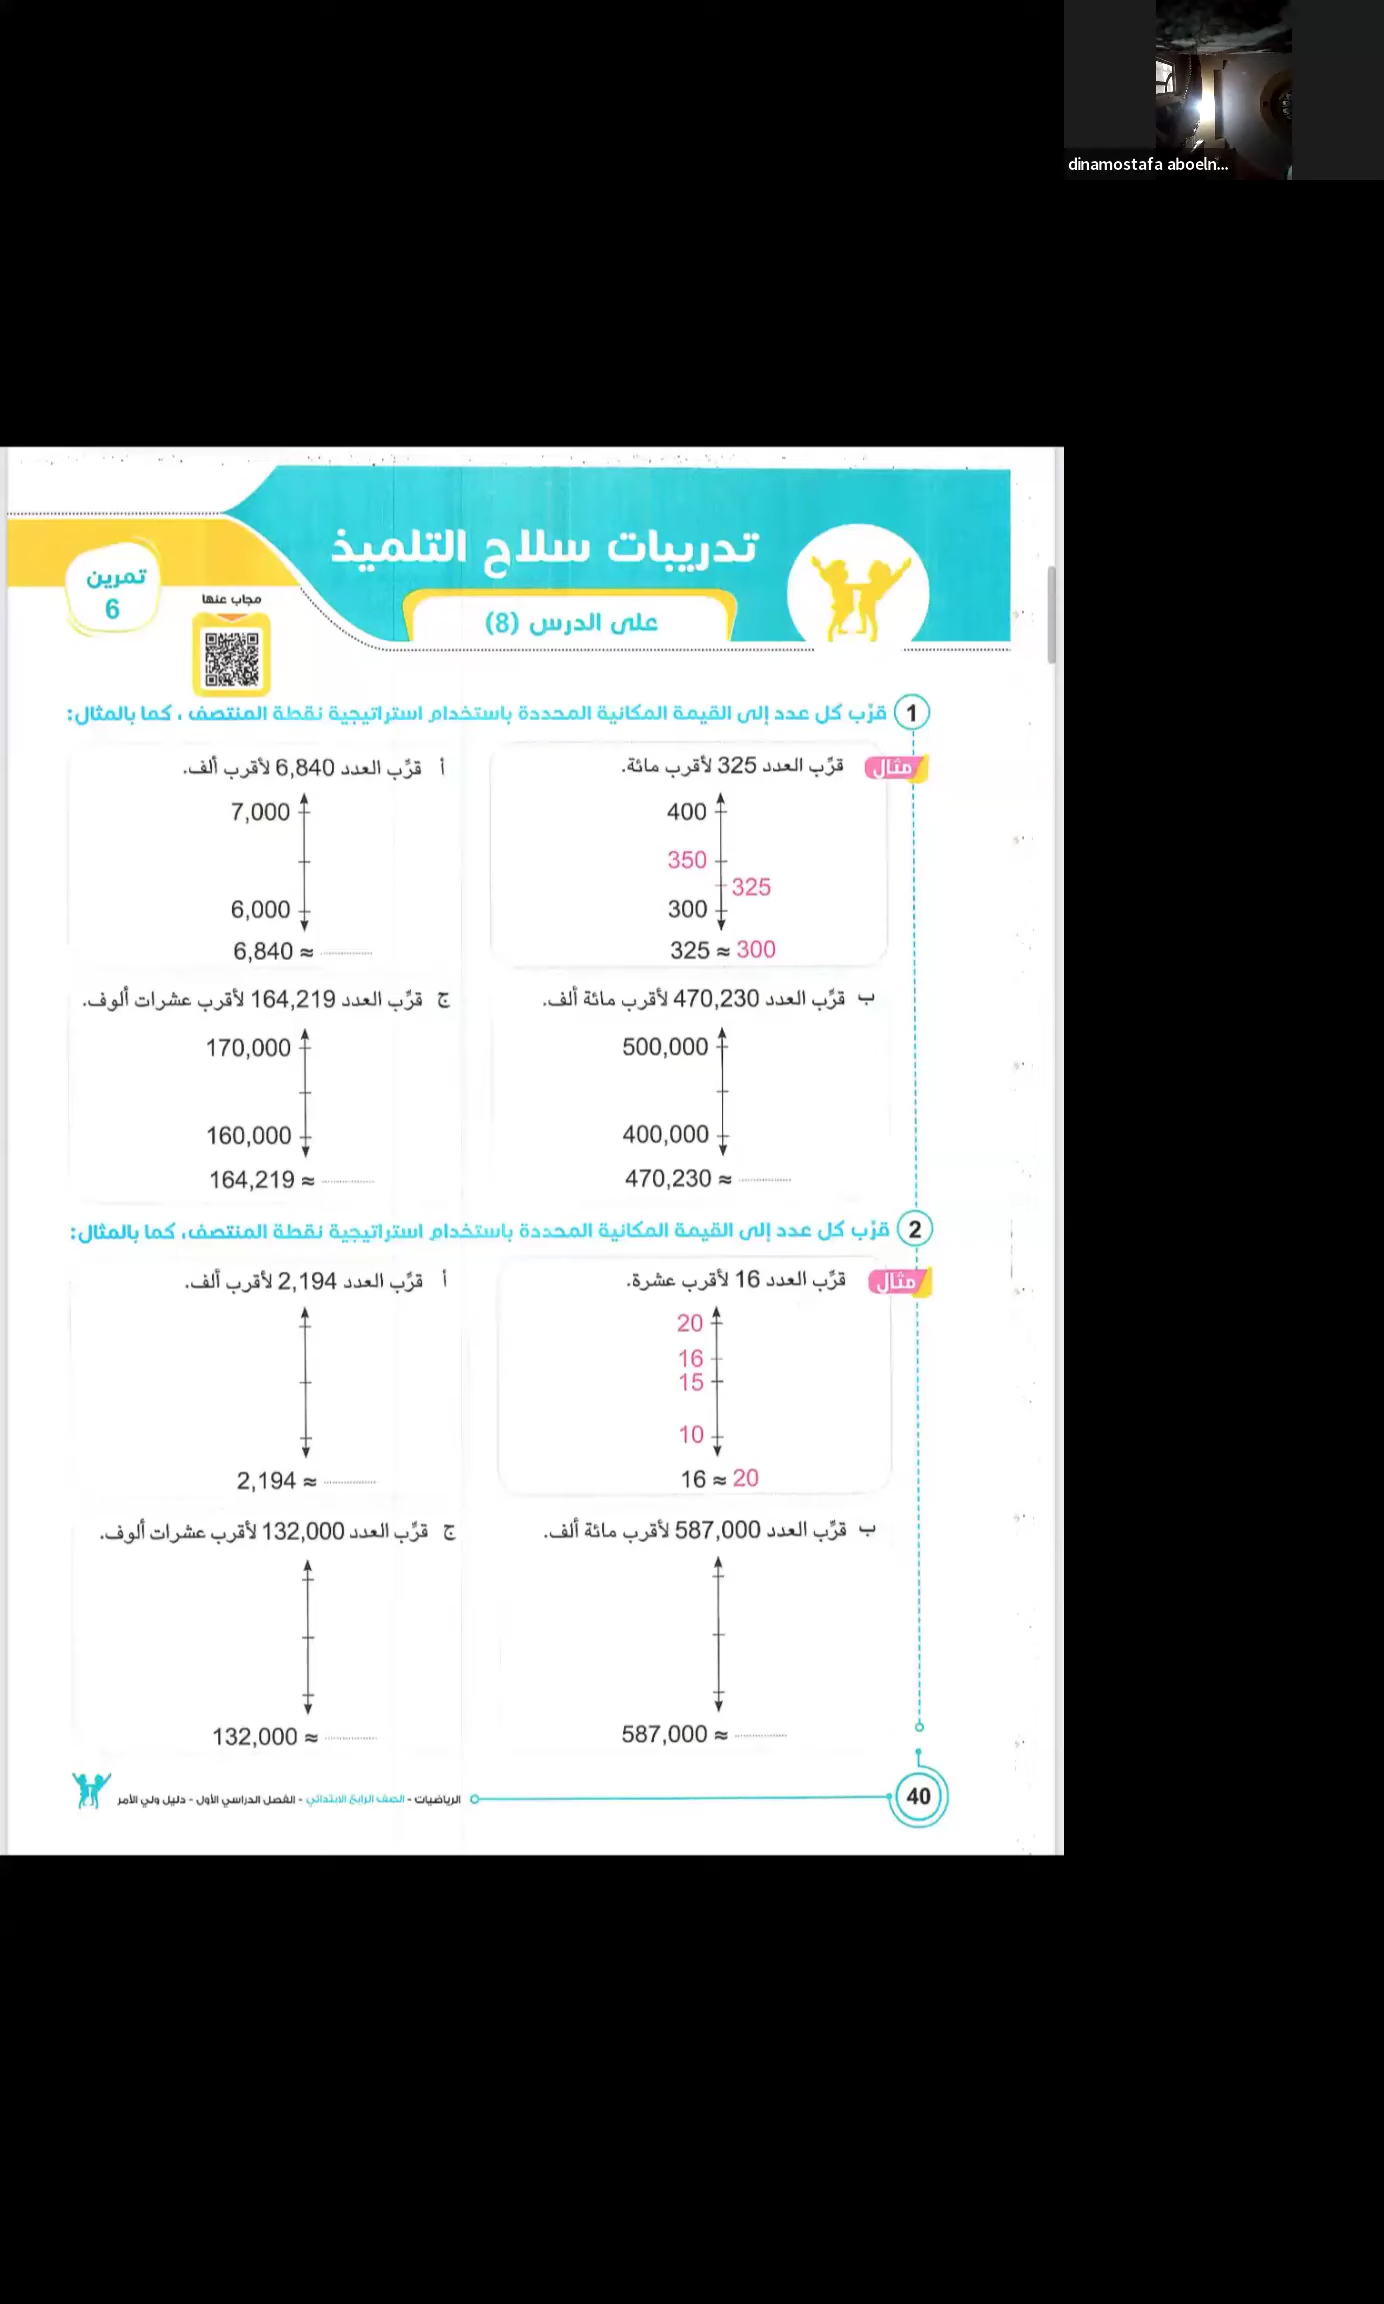 dinamostafa aboeln...
تدريبات سلاح التلميذ
على الدرس (8)
تمرين
6
مجاب عنها
1 قرِّب كل عدد إلى القيمة المكانية المحددة باستخدام استراتيجية نقطة المنتصف ، كما بالمثال:
مثال قرِّب العدد 325 لأقرب مائة.
400
350
325
300
325 ≈ 300
أ قرِّب العدد 6,840 لأقرب ألف.
7,000
6,000
6,840 ≈ ............
ب قرِّب العدد 470,230 لأقرب مائة ألف.
500,000
400,000
470,230 ≈ ............
ج قرِّب العدد 164,219 لأقرب عشرات ألوف.
170,000
160,000
164,219 ≈ ............
2 قرِّب كل عدد إلى القيمة المكانية المحددة باستخدام استراتيجية نقطة المنتصف، كما بالمثال:
مثال قرِّب العدد 16 لأقرب عشرة.
20
16
15
10
16 ≈ 20
أ قرِّب العدد 2,194 لأقرب ألف.
2,194 ≈ ............
ب قرِّب العدد 587,000 لأقرب مائة ألف.
587,000 ≈ ............
ج قرِّب العدد 132,000 لأقرب عشرات ألوف.
132,000 ≈ ............
40
الرياضيات - الصف الرابع الابتدائي - الفصل الدراسي الأول - دليل ولي الأمر